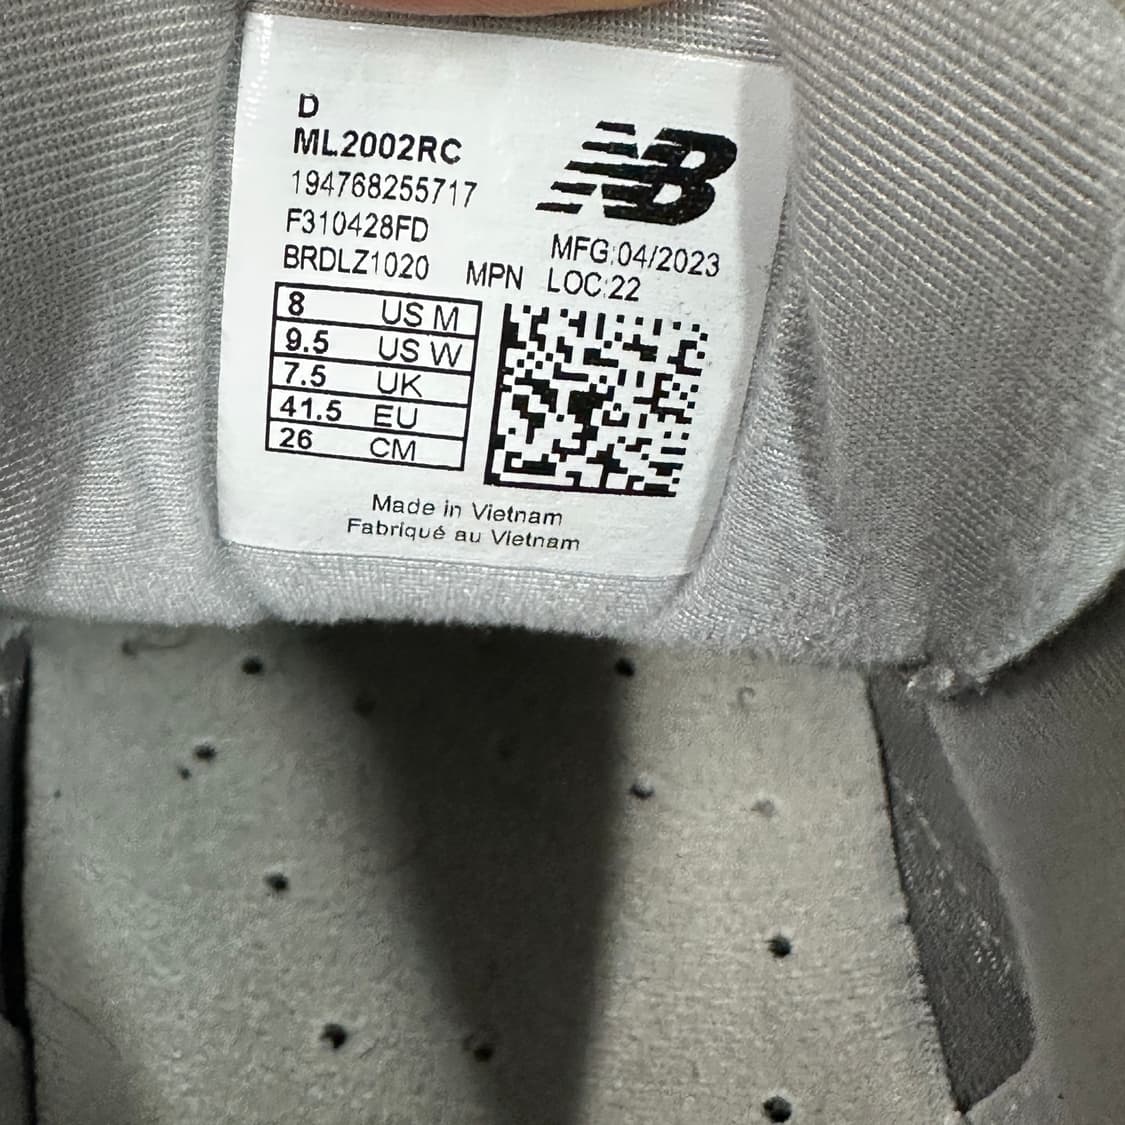 D
ML2002RC
194768255717
F310428FD
BRDLZ1020 MPN
NB
MFG:04/2023
LOC:22
8 US M
9.5 US W
7.5 UK
41.5 EU
26 CM
Made in Vietnam
Fabriqué au Vietnam